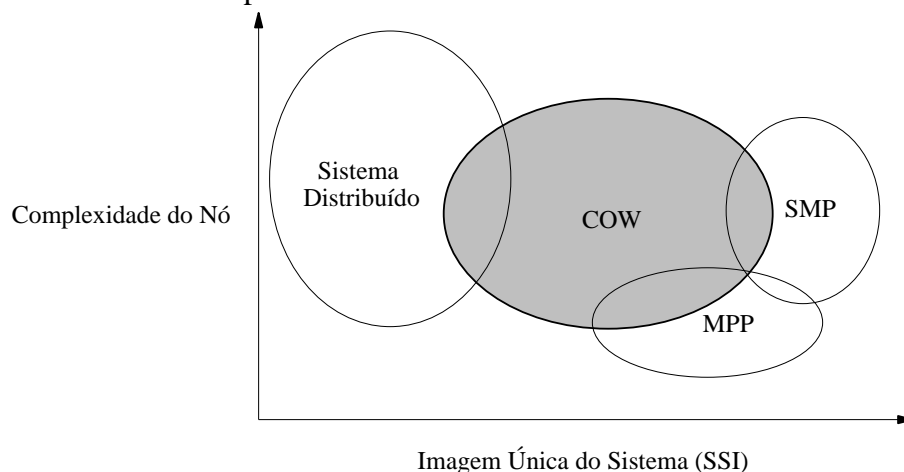 Sistema
Distribuído
Complexidade do Nó
COW
SMP
MPP
Imagem Única do Sistema (SSI)